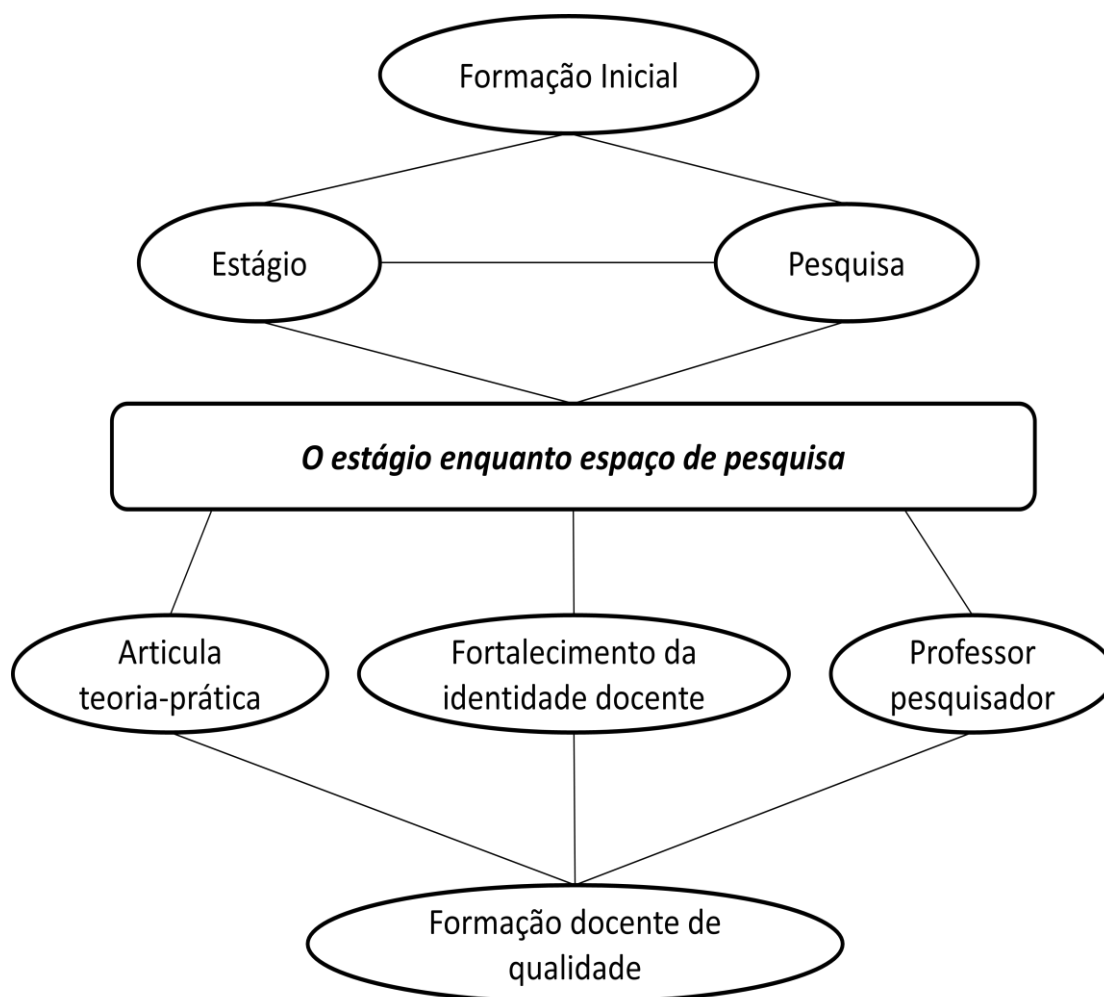 Formação Inicial
Estágio
Pesquisa
O estágio enquanto espaço de pesquisa
Articula
teoria-prática
Fortalecimento da
identidade docente
Professor
pesquisador
Formação docente de
qualidade